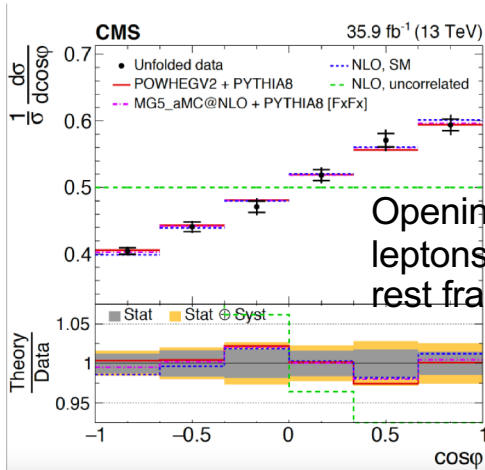 CMS 35.9 fb⁻¹ (13 TeV)
1/σ dσ/dcosφ
Unfolded data
POWHEGV2 + PYTHIA8
MG5_aMC@NLO + PYTHIA8 [FxFx]
NLO, SM
NLO, uncorrelated
0.7
0.6
0.5
0.4
Openin
leptons
rest fra
Stat Stat ⊕ Syst
Theory/Data
1.05
1
0.95
−1 −0.5 0 0.5 1
cosφ